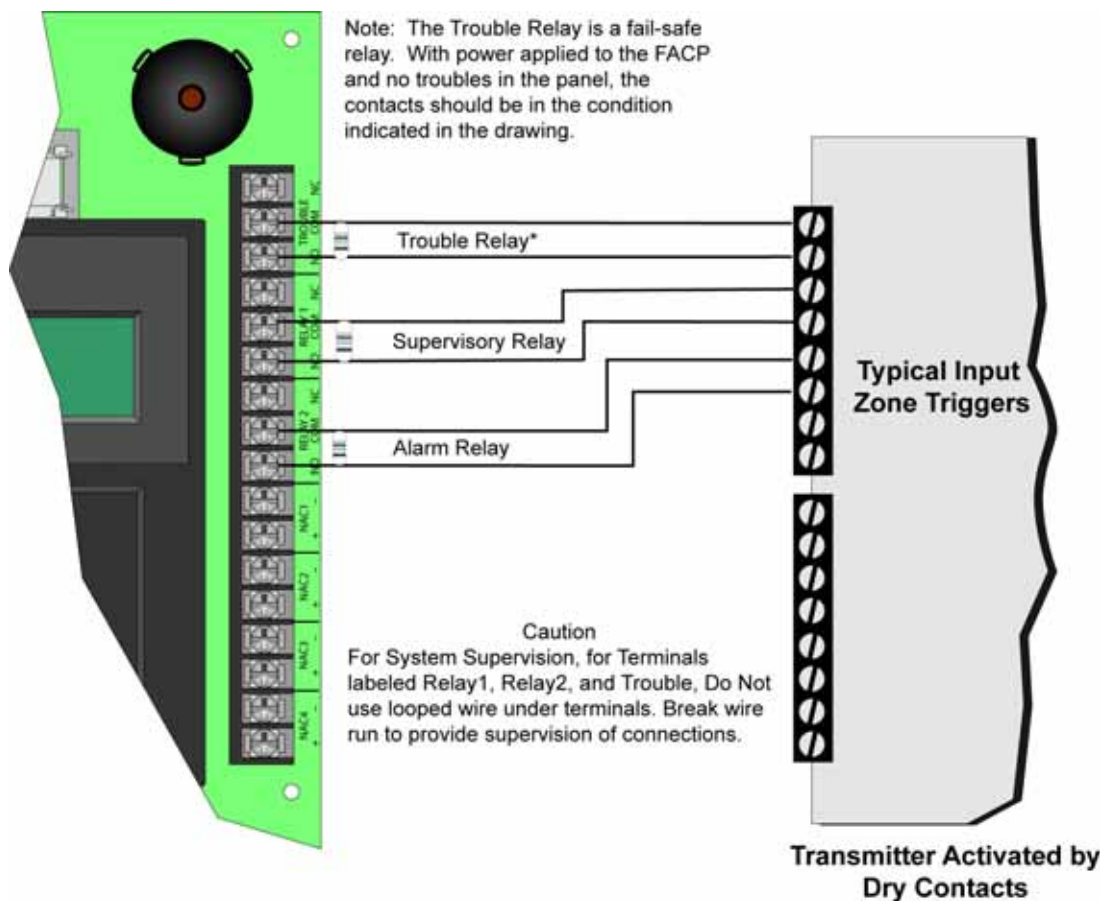 Note: The Trouble Relay is a fail-safe
relay. With power applied to the FACP
and no troubles in the panel, the
contacts should be in the condition
indicated in the drawing.
NC
COM
NO
TROUBLE
Trouble Relay*
NC
COM
NO
RELAY 1
Supervisory Relay
NC
COM
NO
RELAY 2
Alarm Relay
-
+
NAC1
-
+
NAC2
-
+
NAC3
-
+
NAC4
Typical Input
Zone Triggers
Caution
For System Supervision, for Terminals
labeled Relay1, Relay2, and Trouble, Do Not
use looped wire under terminals. Break wire
run to provide supervision of connections.
Transmitter Activated by
Dry Contacts